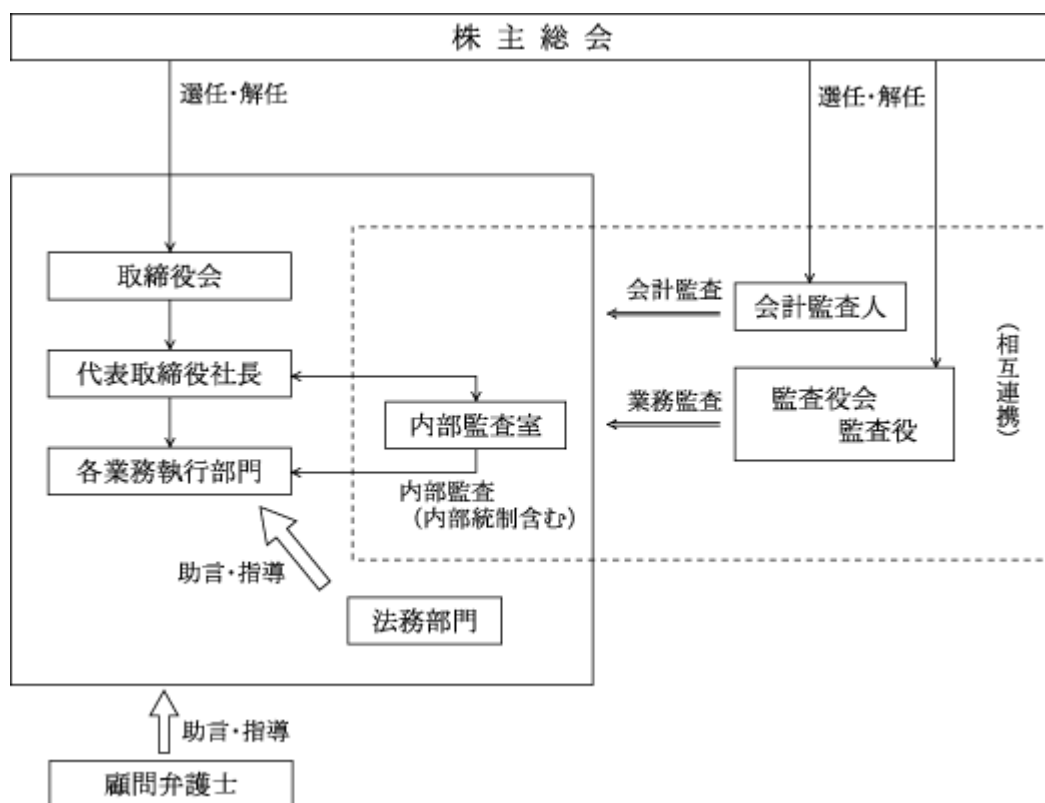 株主総会
選任・解任
選任・解任
取締役会
会計監査
会計監査人
(相互連携)
代表取締役社長
業務監査
監査役会
監査役
内部監査室
各業務執行部門
内部監査
(内部統制含む)
助言・指導
法務部門
助言・指導
顧問弁護士